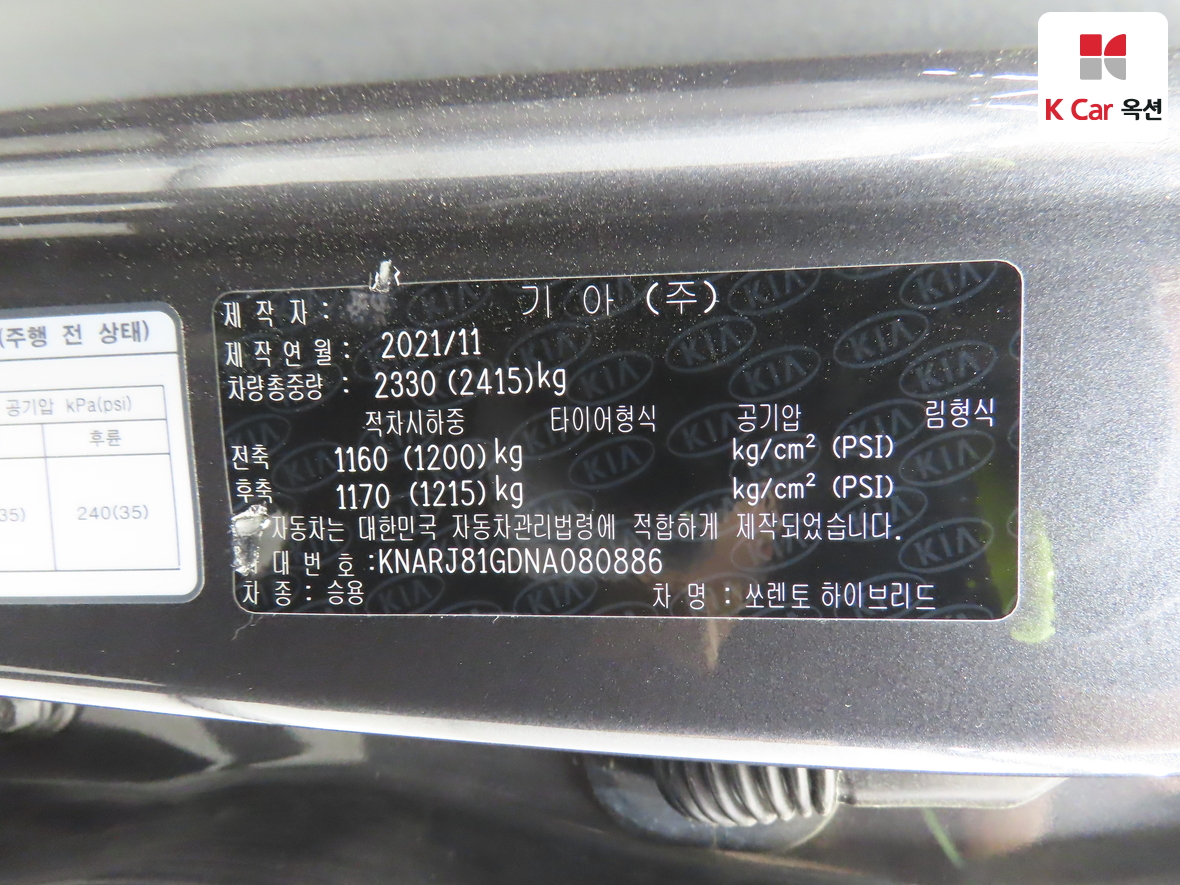 K Car 옥션
(주행 전 상태)
공기압 kPa(psi)
후륜
35) 240(35)
제 작 자 : 기 아 (주)
제작연월 : 2021/11
차량총중량 : 2330 (2415)kg
적차시하중 타이어형식 공기압 림형식
전축 1160 (1200)kg kg/cm² (PSI)
후축 1170 (1215)kg kg/cm² (PSI)
자동차는 대한민국 자동차관리법령에 적합하게 제작되었습니다.
대 번 호 :KNARJ81GDNA080886
차 종 : 승용 차 명 : 쏘렌토 하이브리드